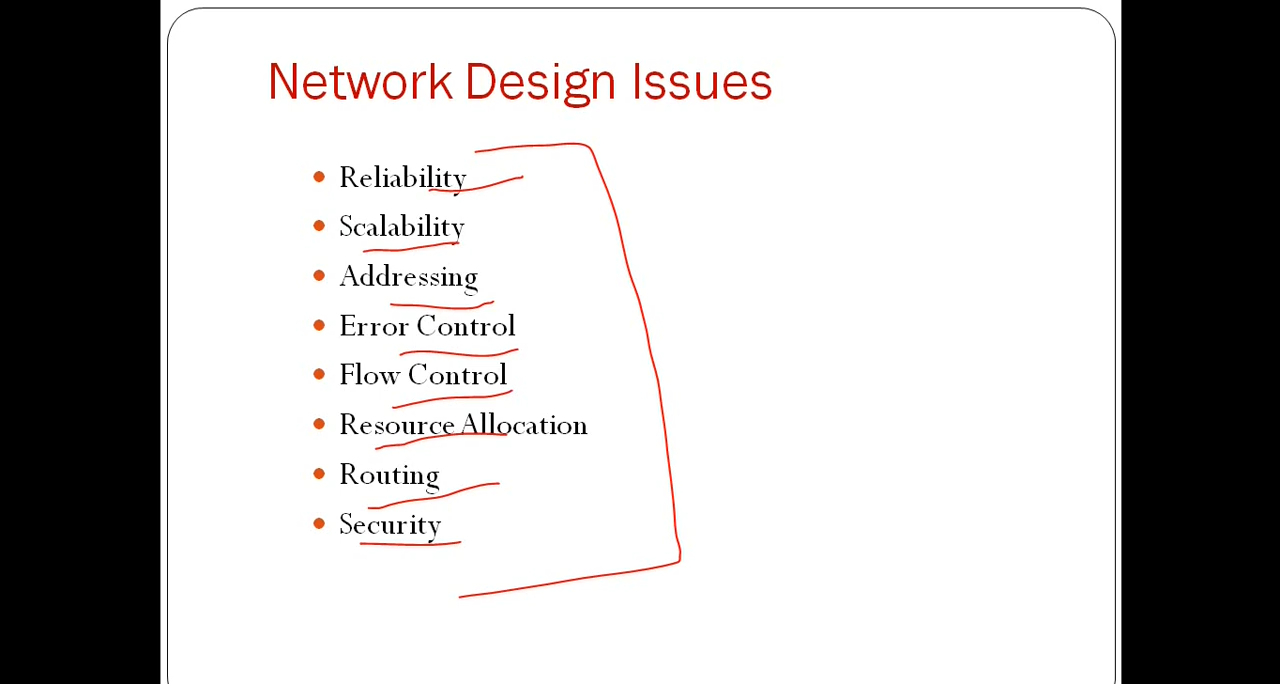 Network Design Issues
Reliability
Scalability
Addressing
Error Control
Flow Control
Resource Allocation
Routing
Security